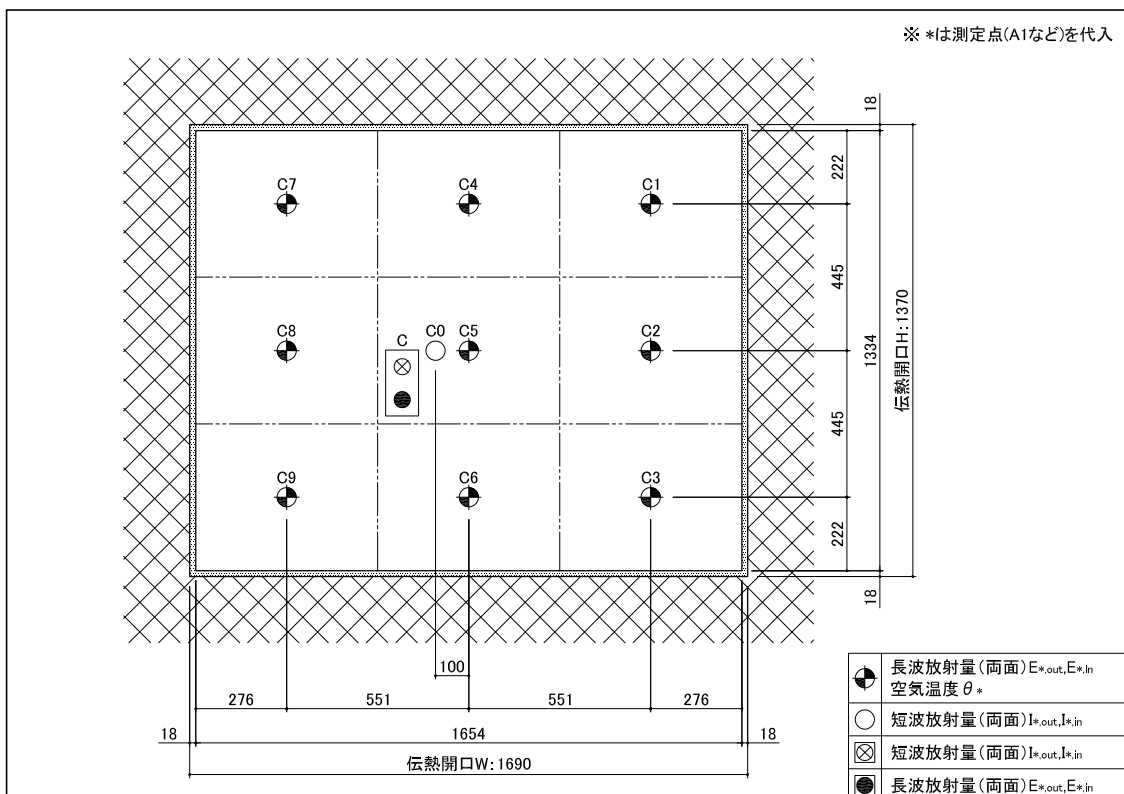 ※ *は測定点(A1など)を代入
18
222
C7
C4
C1
445
伝熱開口H:1370
1334
C8
C
C0
C5
C2
445
C9
C6
C3
222
18
100
276
551
551
276
18
1654
18
伝熱開口W:1690
長波放射量(両面)E*,out,E*,in
空気温度θ*
短波放射量(両面)I*,out,I*,in
短波放射量(両面)I*,out,I*,in
長波放射量(両面)E*,out,E*,in